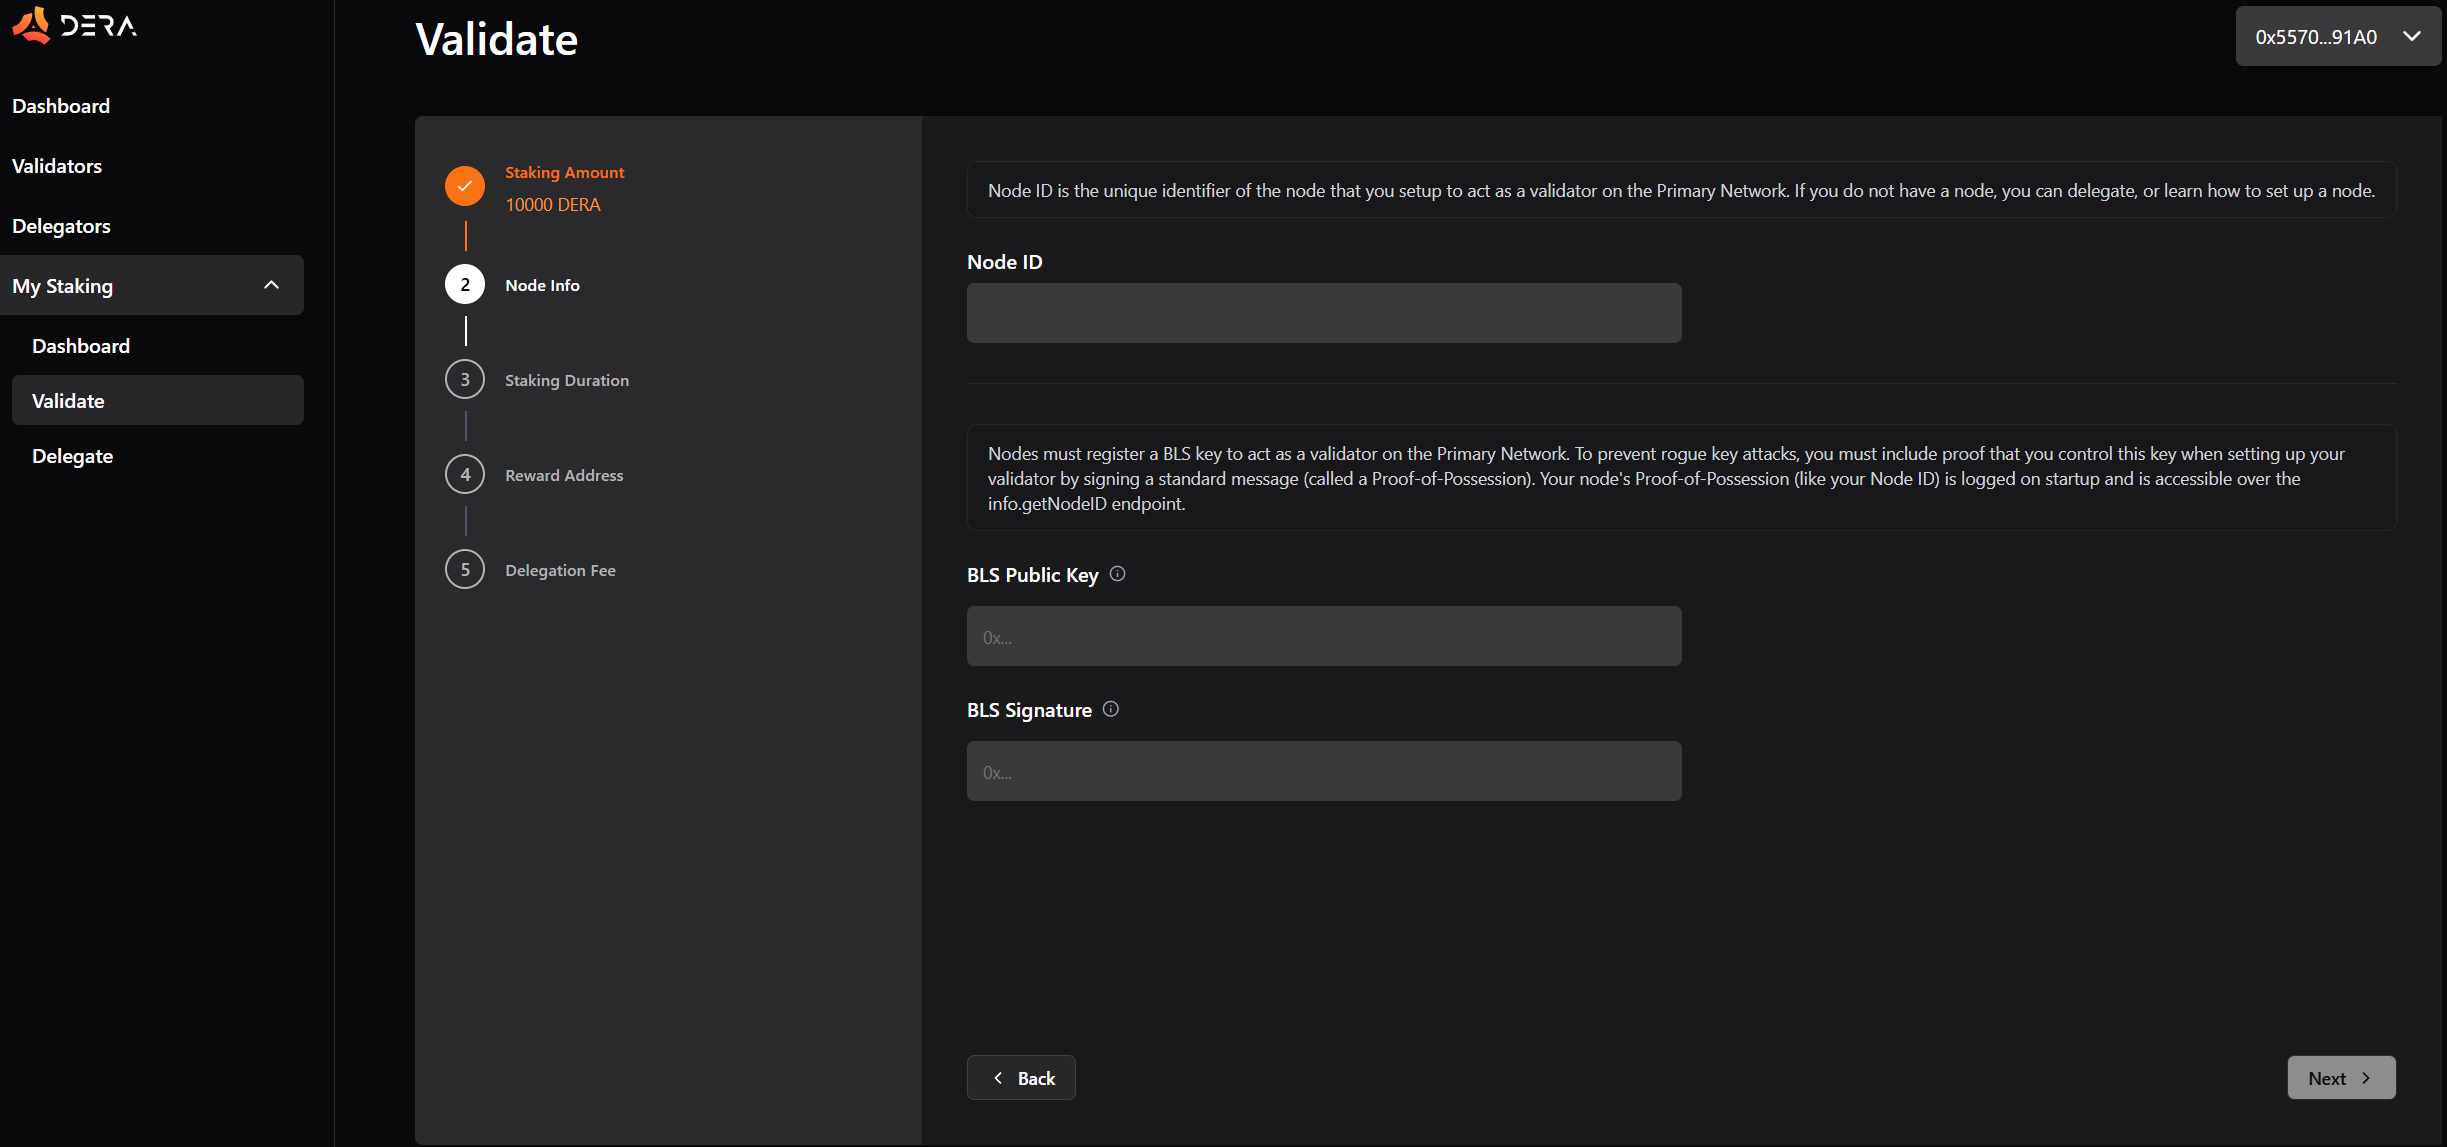 DERA
Dashboard
Validators
Delegators
My Staking
Dashboard
Validate
Delegate
Validate
0x5570...91A0
Staking Amount
10000 DERA
2
Node Info
3
Staking Duration
4
Reward Address
5
Delegation Fee
Node ID is the unique identifier of the node that you setup to act as a validator on the Primary Network. If you do not have a node, you can delegate, or learn how to set up a node.
Node ID
Nodes must register a BLS key to act as a validator on the Primary Network. To prevent rogue key attacks, you must include proof that you control this key when setting up your
validator by signing a standard message (called a Proof-of-Possession). Your node's Proof-of-Possession (like your Node ID) is logged on startup and is accessible over the
info.getNodeID endpoint.
BLS Public Key
0x...
BLS Signature
0x...
Back
Next